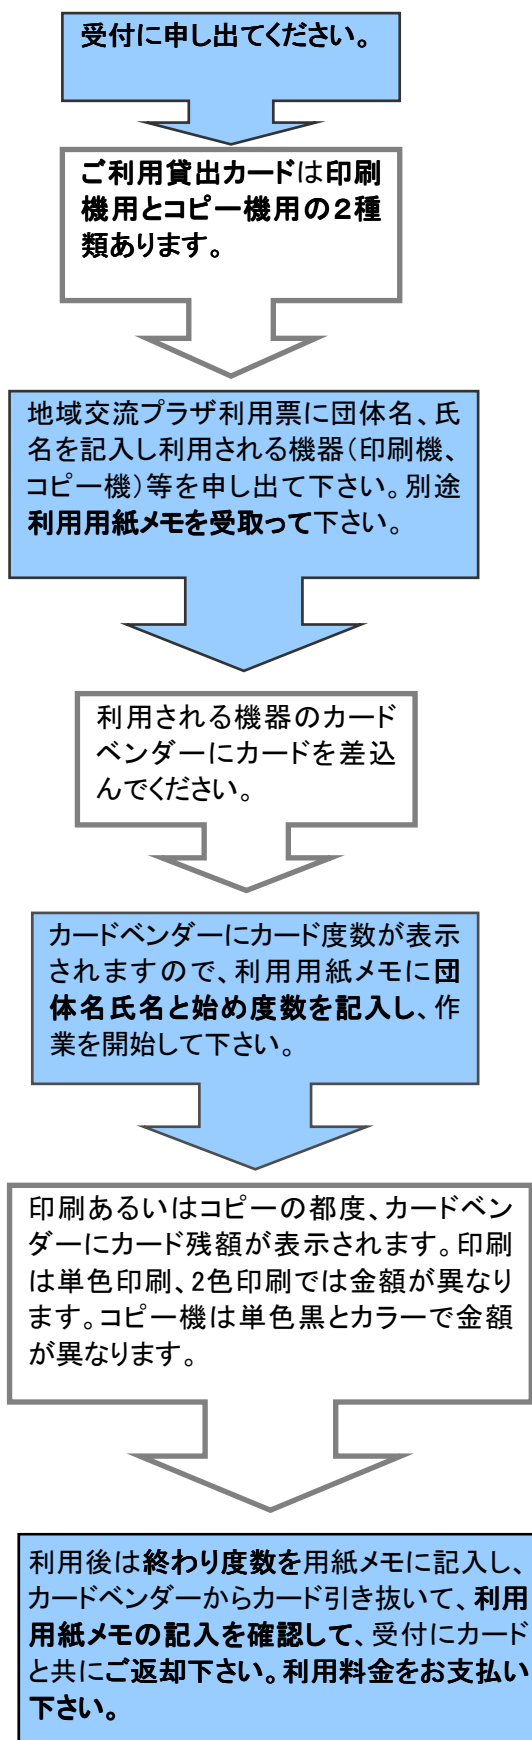 受付に申し出てください。
ご利用貸出カードは印刷
機用とコピー機用の２種
類あります。
地域交流プラザ利用票に団体名、氏
名を記入し利用される機器（印刷機、
コピー機）等を申し出て下さい。別途
利用用紙メモを受取って下さい。
利用される機器のカード
ベンダーにカードを差込
んでください。
カードベンダーにカード度数が表示
されますので、利用用紙メモに団
体名氏名と始め度数を記入し、作
業を開始して下さい。
印刷あるいはコピーの都度、カードベン
ダーにカード残額が表示されます。印刷
は単色印刷、2色印刷では金額が異なり
ます。コピー機は単色黒とカラーで金額
が異なります。
利用後は終わり度数を用紙メモに記入し、
カードベンダーからカード引き抜いて、利用
用紙メモの記入を確認して、受付にカード
と共にご返却下さい。利用料金をお支払い
下さい。